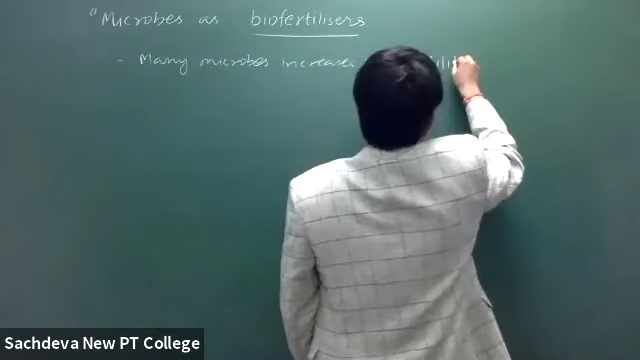 "Microbes as biofertilisers
- Many microbes increases
Sachdeva New PT College